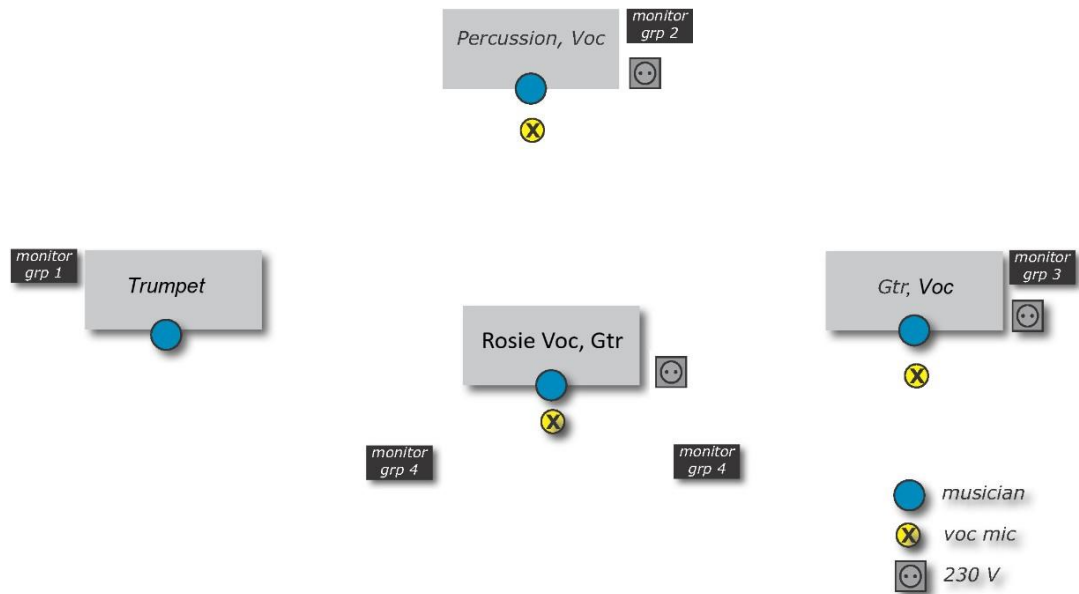 Percussion, Voc
monitor
grp 2
X
monitor
grp 1
Trumpet
Gtr, Voc
monitor
grp 3
Rosie Voc, Gtr
X
X
monitor
grp 4
monitor
grp 4
musician
X voc mic
230 V